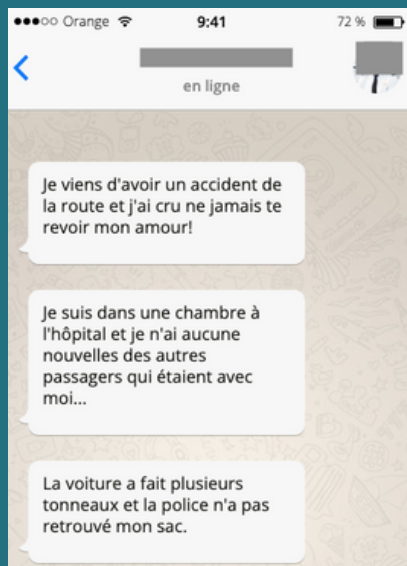 Orange 9:41 72 %
en ligne
Je viens d'avoir un accident de
la route et j'ai cru ne jamais te
revoir mon amour!
Je suis dans une chambre à
l'hôpital et je n'ai aucune
nouvelles des autres
passagers qui étaient avec
moi...
La voiture a fait plusieurs
tonneaux et la police n'a pas
retrouvé mon sac.